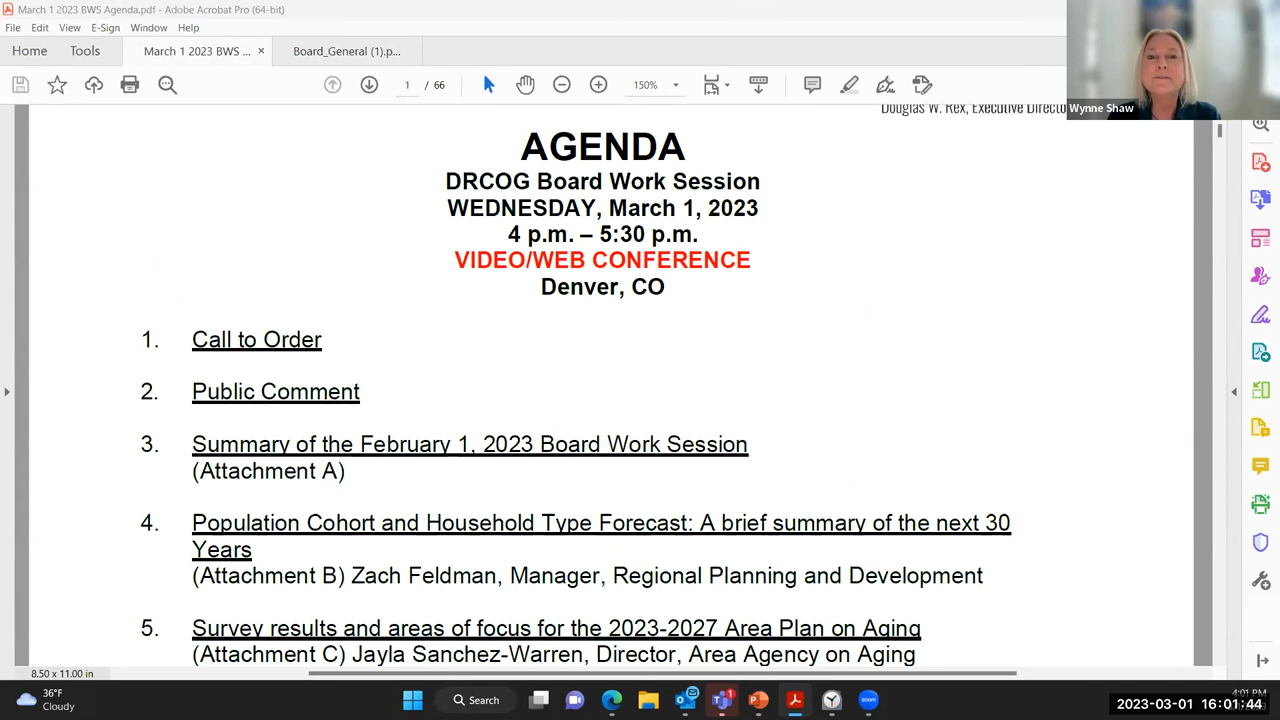 March 1 2023 BWS Agenda.pdf - Adobe Acrobat Pro (64-bit)
File Edit View E-Sign Window Help
Home Tools March 1 2023 BWS ... × Board_General (1).p...
1 / 66 150%
Wynne Shaw
Douglas W. Rex, Executive Directo
AGENDA
DRCOG Board Work Session
WEDNESDAY, March 1, 2023
4 p.m. – 5:30 p.m.
VIDEO/WEB CONFERENCE
Denver, CO
1. Call to Order
2. Public Comment
3. Summary of the February 1, 2023 Board Work Session
(Attachment A)
4. Population Cohort and Household Type Forecast: A brief summary of the next 30
Years
(Attachment B) Zach Feldman, Manager, Regional Planning and Development
5. Survey results and areas of focus for the 2023-2027 Area Plan on Aging
(Attachment C) Jayla Sanchez-Warren, Director, Area Agency on Aging
8.50 x 11.00 in
36°F
Cloudy
Search
1
4:01 PM
2023-03-01 16:01:44